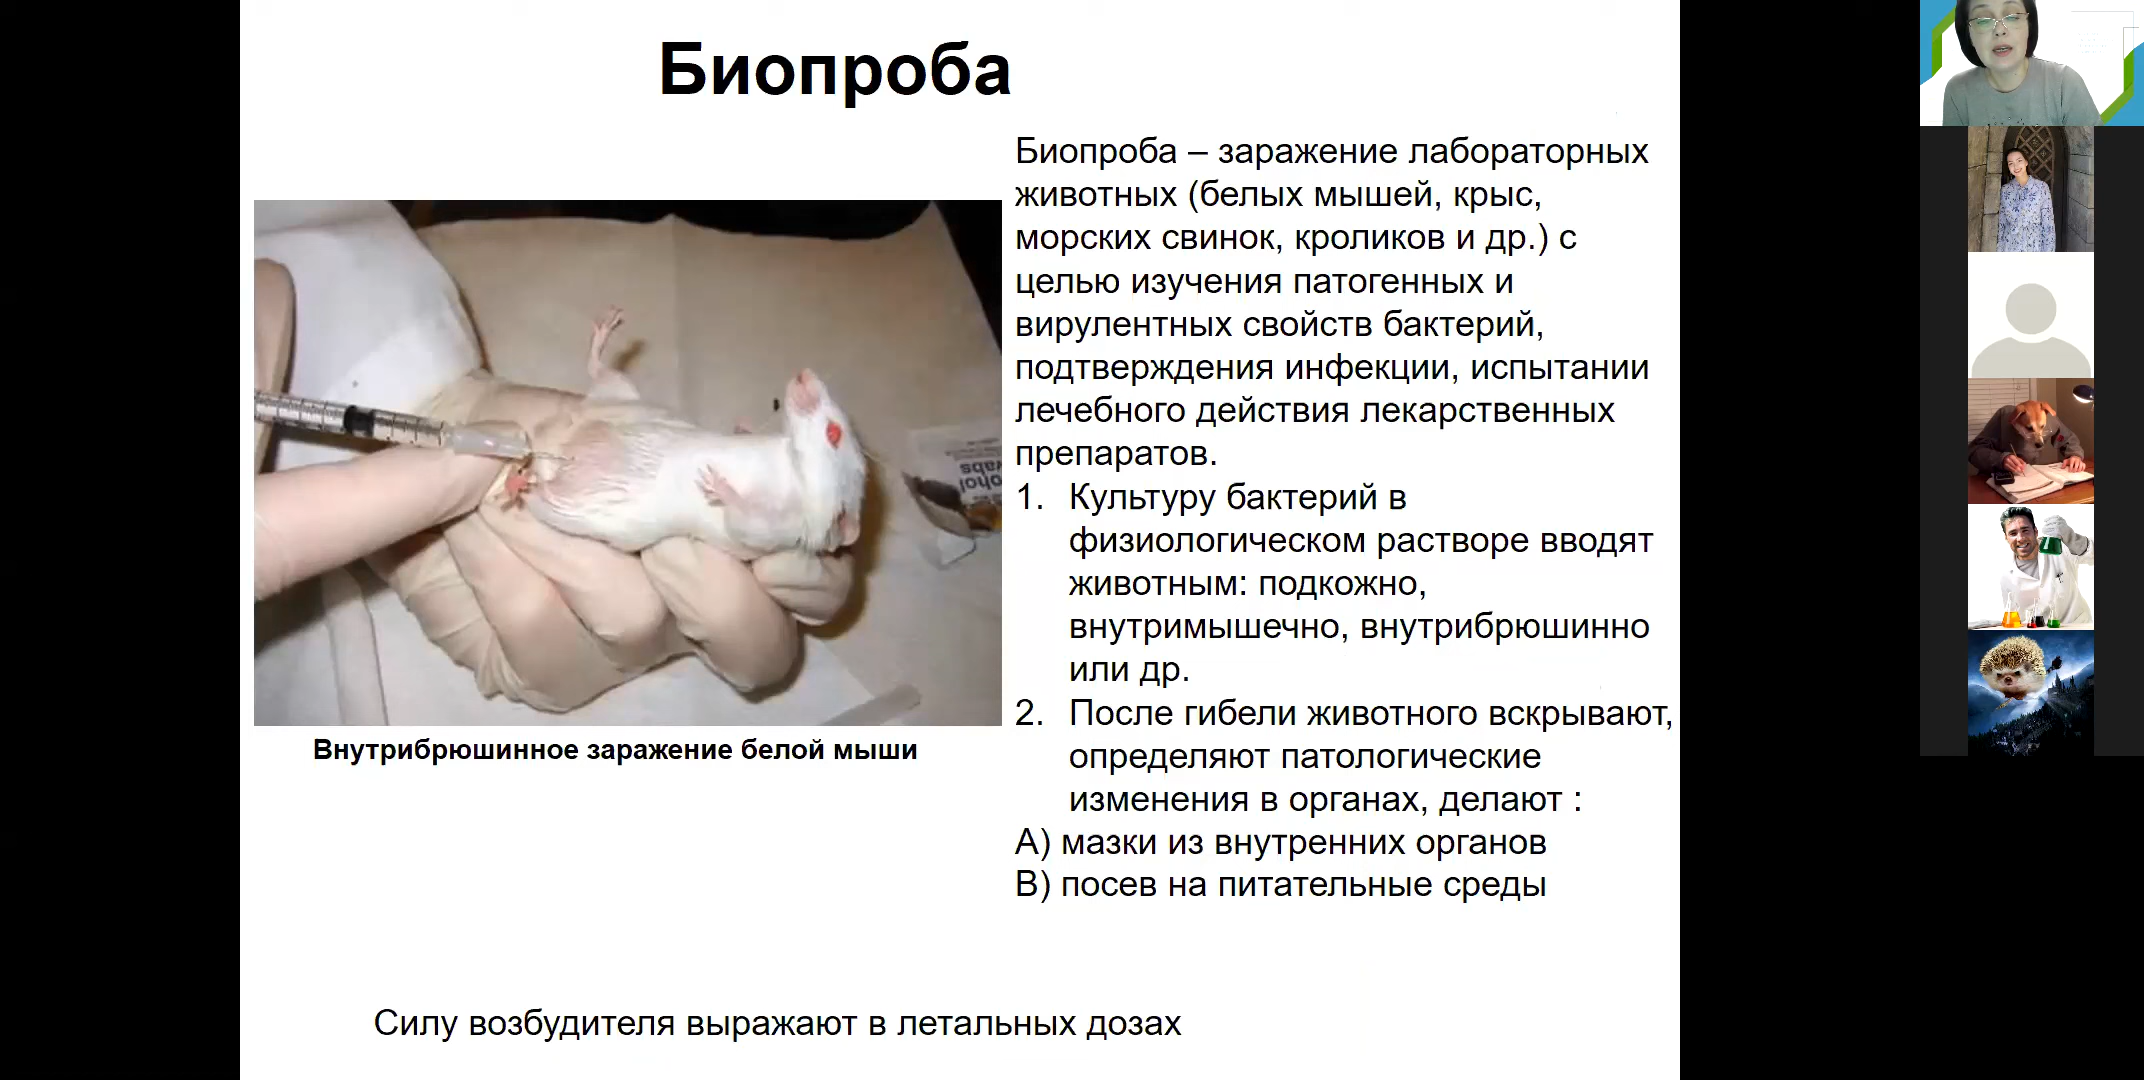 Биопроба
Биопроба – заражение лабораторных
животных (белых мышей, крыс,
морских свинок, кроликов и др.) с
целью изучения патогенных и
вирулентных свойств бактерий,
подтверждения инфекции, испытании
лечебного действия лекарственных
препаратов.
1. Культуру бактерий в
физиологическом растворе вводят
животным: подкожно,
внутримышечно, внутрибрюшинно
или др.
2. После гибели животного вскрывают,
определяют патологические
изменения в органах, делают :
А) мазки из внутренних органов
В) посев на питательные среды
Внутрибрюшинное заражение белой мыши
Силу возбудителя выражают в летальных дозах